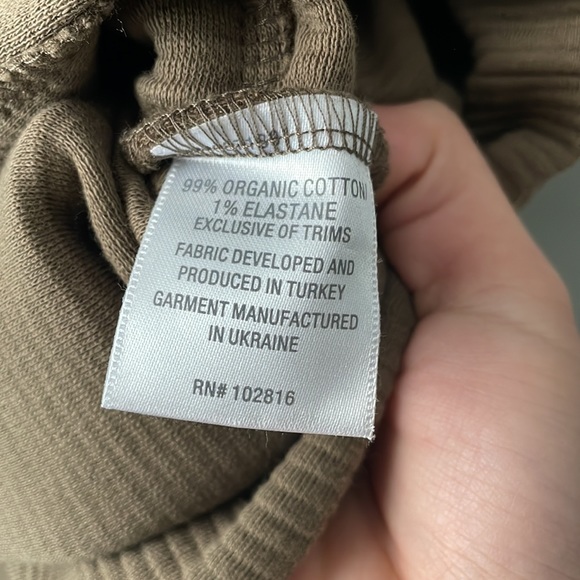 99% ORGANIC COTTON
1% ELASTANE
EXCLUSIVE OF TRIMS
FABRIC DEVELOPED AND
PRODUCED IN TURKEY
GARMENT MANUFACTURED
IN UKRAINE
RN# 102816